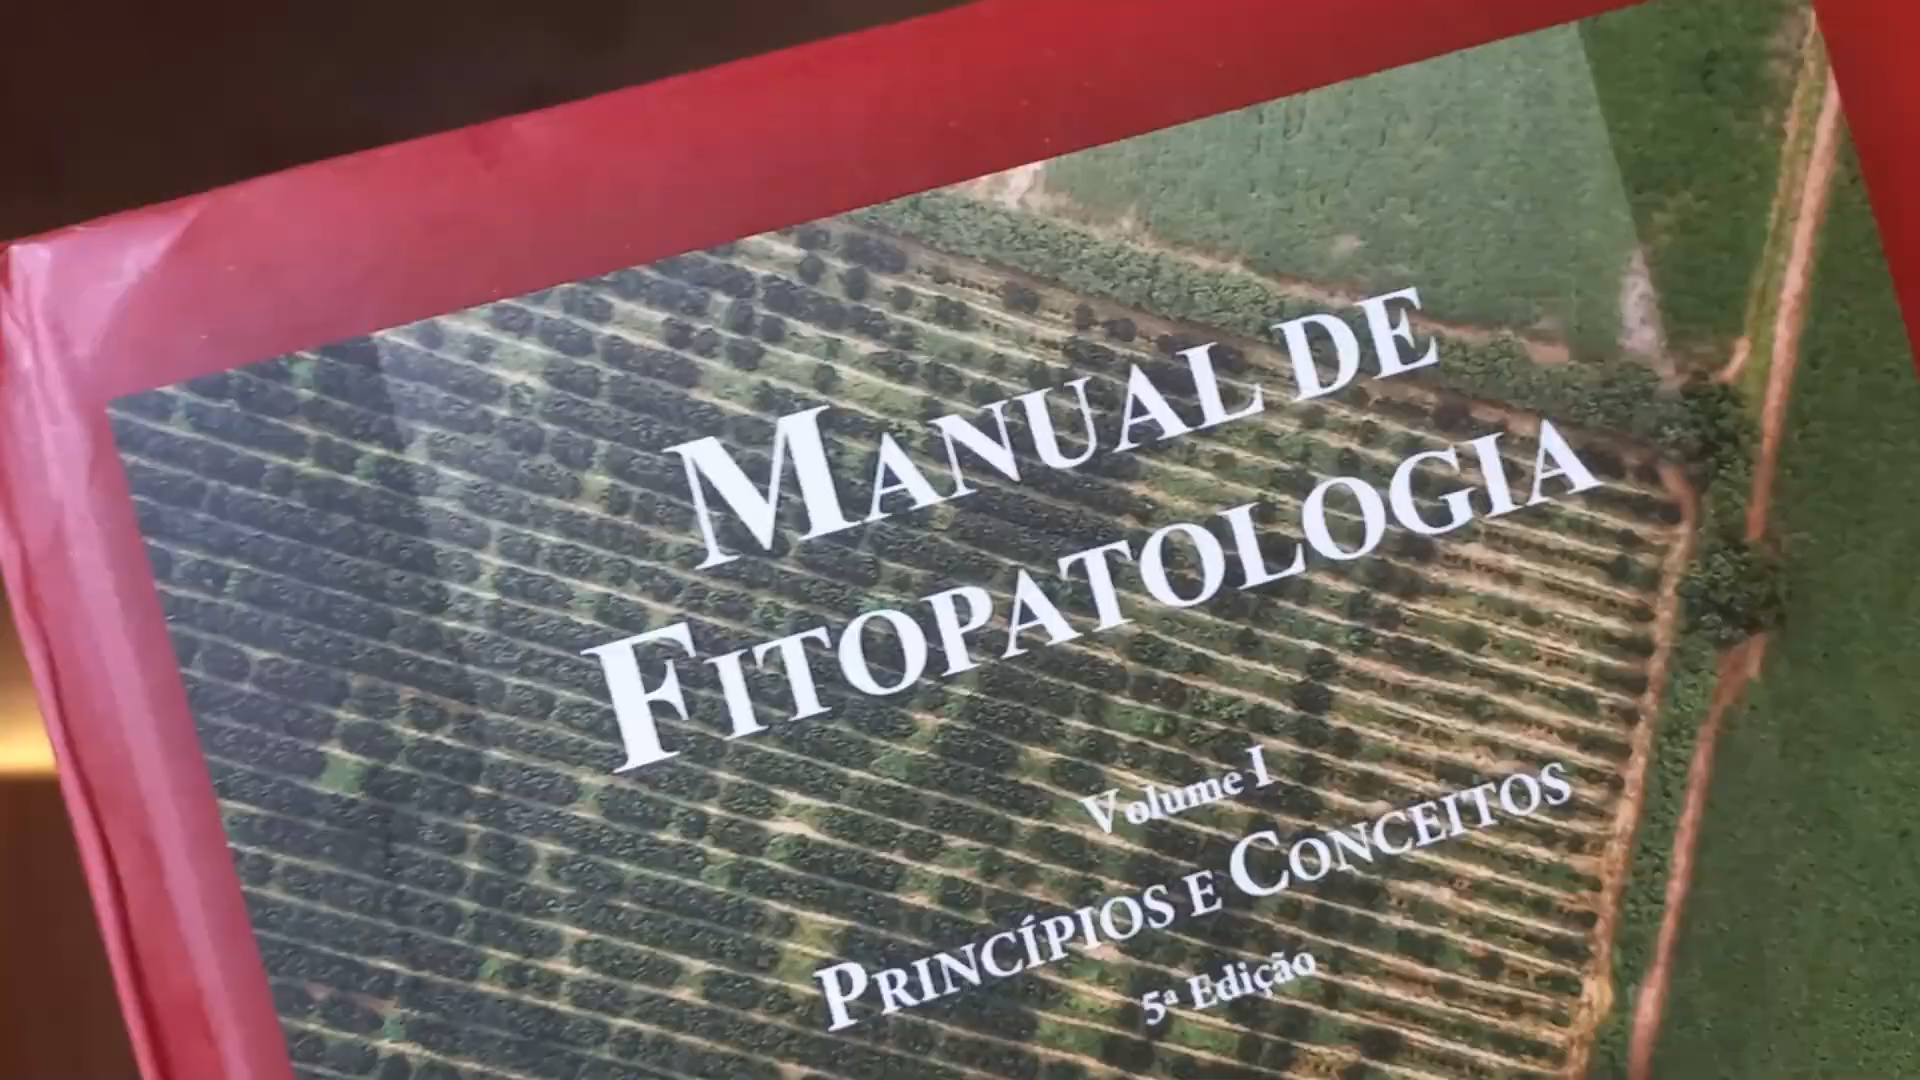 MANUAL DE
FITOPATOLOGIA
Volume I
PRINCÍPIOS E CONCEITOS
5ª Edição